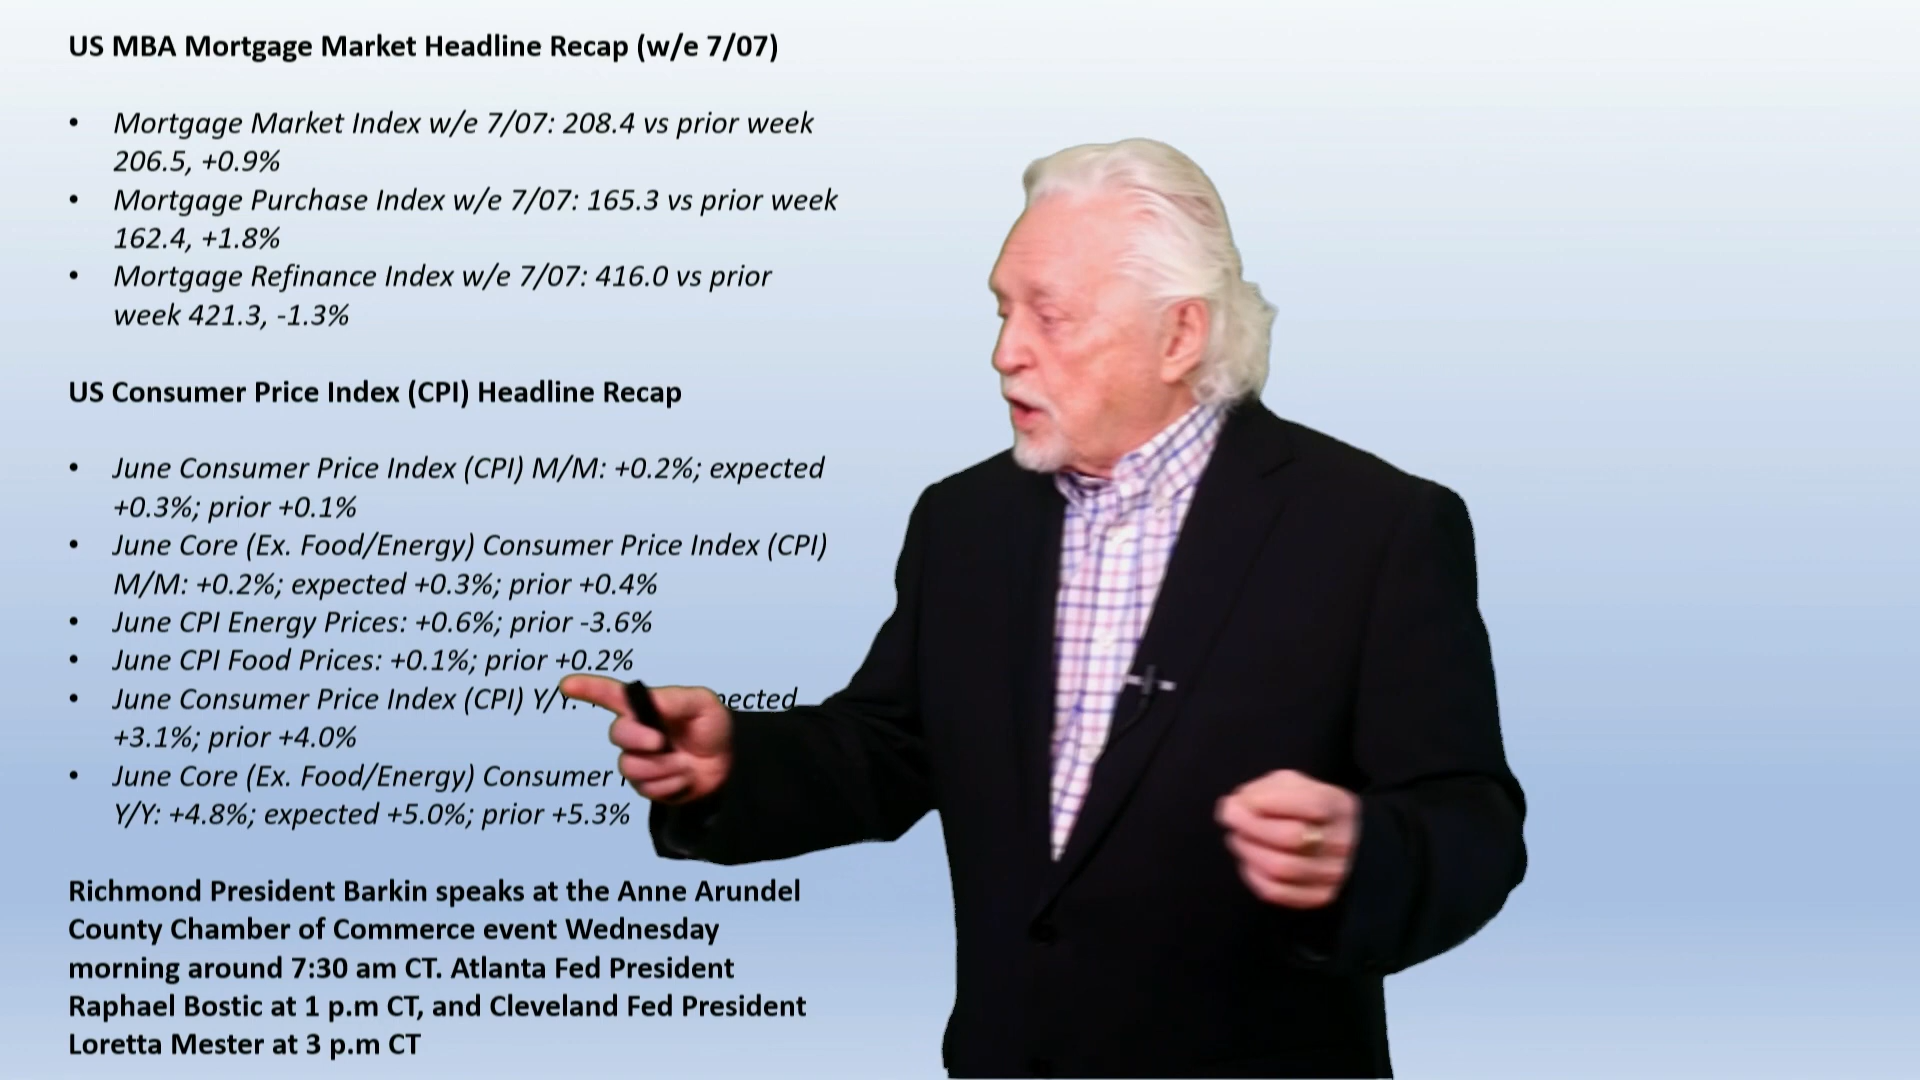 US MBA Mortgage Market Headline Recap (w/e 7/07)
• Mortgage Market Index w/e 7/07: 208.4 vs prior week
206.5, +0.9%
• Mortgage Purchase Index w/e 7/07: 165.3 vs prior week
162.4, +1.8%
• Mortgage Refinance Index w/e 7/07: 416.0 vs prior
week 421.3, -1.3%
US Consumer Price Index (CPI) Headline Recap
• June Consumer Price Index (CPI) M/M: +0.2%; expected
+0.3%; prior +0.1%
• June Core (Ex. Food/Energy) Consumer Price Index (CPI)
M/M: +0.2%; expected +0.3%; prior +0.4%
• June CPI Energy Prices: +0.6%; prior -3.6%
• June CPI Food Prices: +0.1%; prior +0.2%
• June Consumer Price Index (CPI) Y/Y:
+3.1%; prior +4.0%
• June Core (Ex. Food/Energy) Consumer
Y/Y: +4.8%; expected +5.0%; prior +5.3%
Richmond President Barkin speaks at the Anne Arundel
County Chamber of Commerce event Wednesday
morning around 7:30 am CT. Atlanta Fed President
Raphael Bostic at 1 p.m CT, and Cleveland Fed President
Loretta Mester at 3 p.m CT